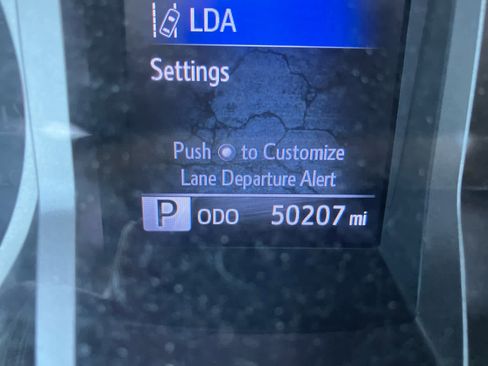 LDA
Settings
Push to Customize
Lane Departure Alert
P ODO 50207 mi